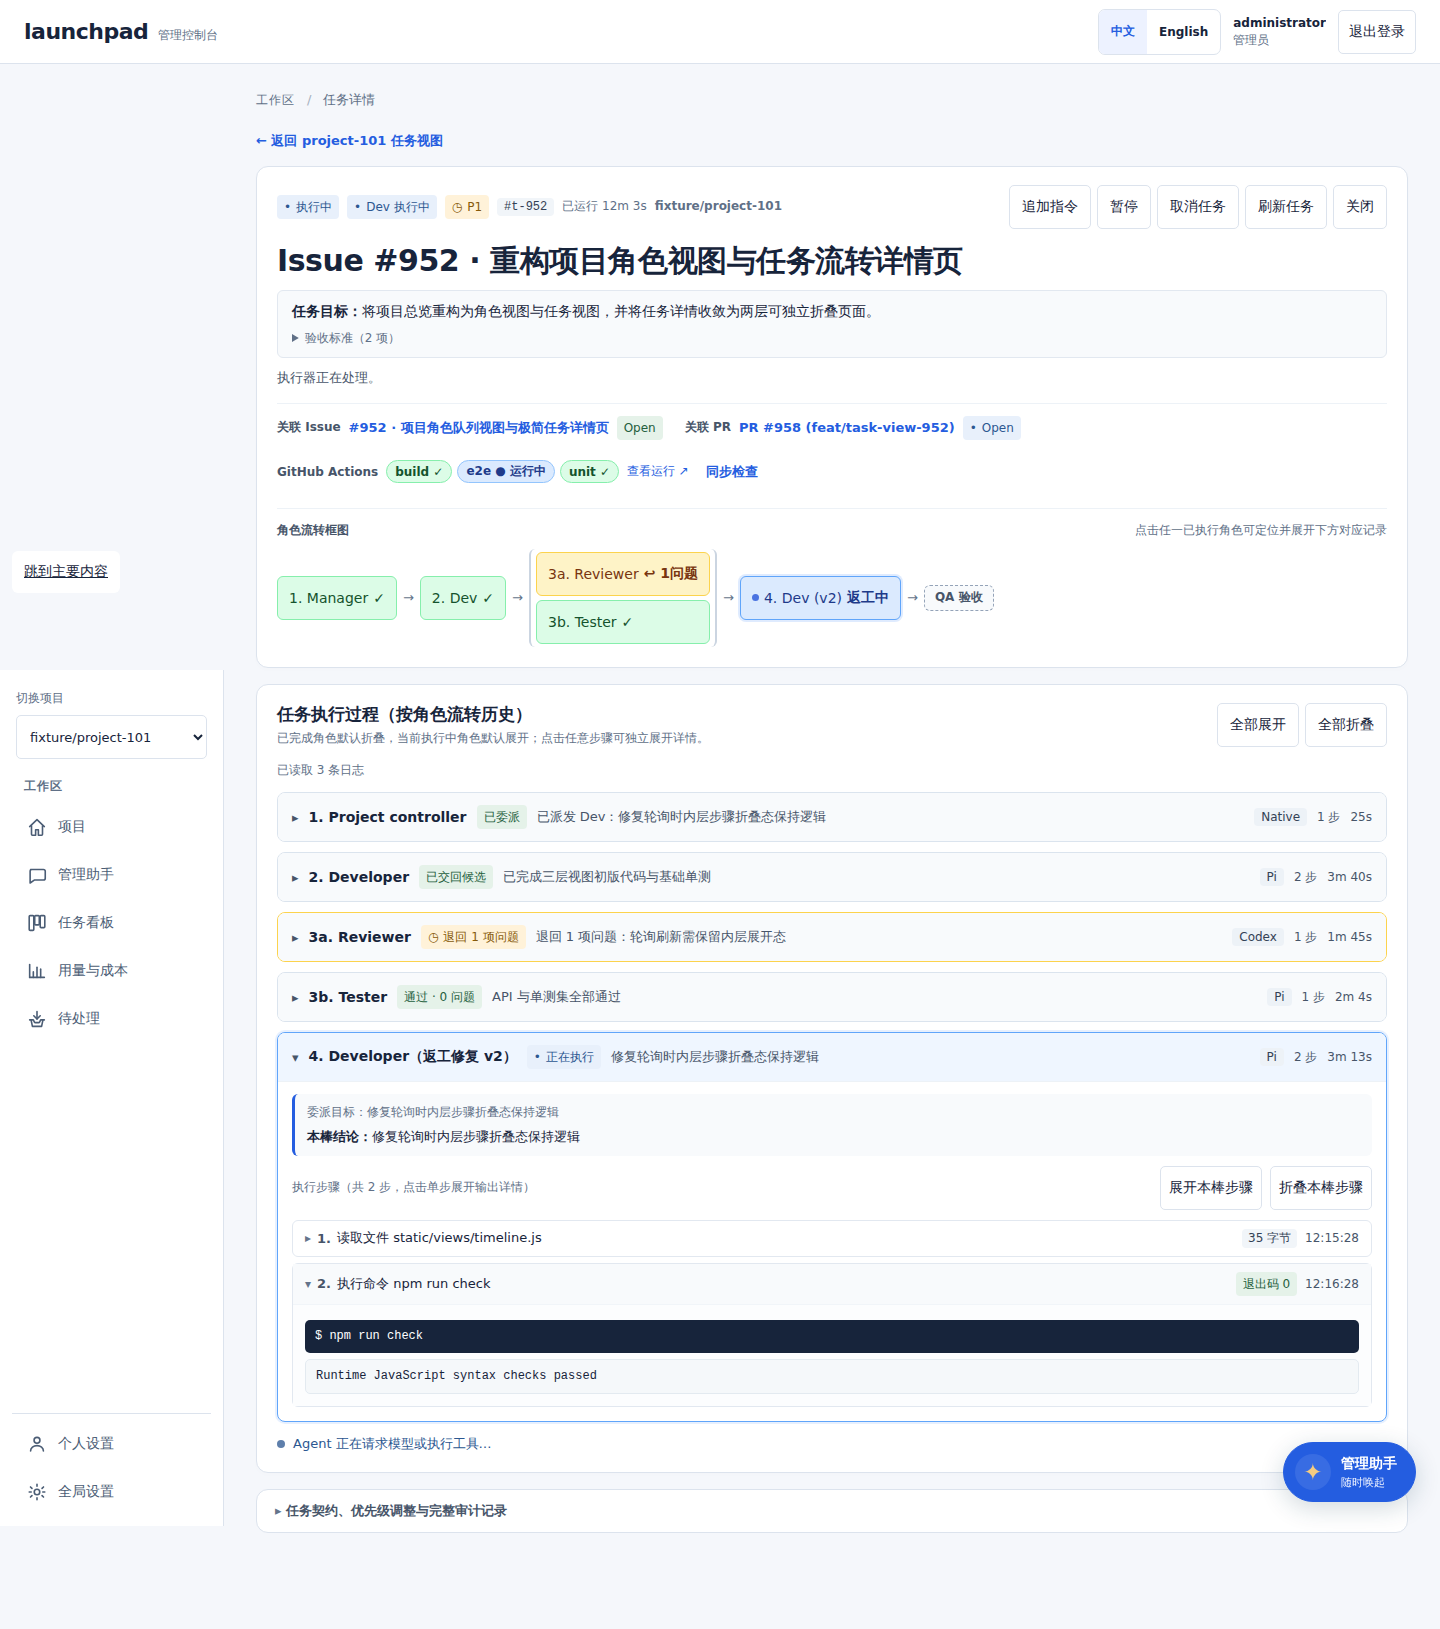 launchpad 管理控制台
中文 English administrator 管理员 退出登录
工作区 / 任务详情
← 返回 project-101 任务视图
• 执行中 • Dev 执行中 ◷ P1 #t-952 已运行 12m 3s fixture/project-101 追加指令 暂停 取消任务 刷新任务 关闭
Issue #952 · 重构项目角色视图与任务流转详情页
任务目标：将项目总览重构为角色视图与任务视图，并将任务详情收敛为两层可独立折叠页面。
▶ 验收标准（2 项）
执行器正在处理。
关联 Issue #952 · 项目角色队列视图与极简任务详情页 Open 关联 PR PR #958 (feat/task-view-952) • Open
GitHub Actions build ✓ e2e ● 运行中 unit ✓ 查看运行 ↗ 同步检查
角色流转框图 点击任一已执行角色可定位并展开下方对应记录
跳到主要内容
1. Manager ✓ → 2. Dev ✓ → 3a. Reviewer ↩ 1问题
3b. Tester ✓
→ ● 4. Dev (v2) 返工中 → QA 验收
切换项目
fixture/project-101
工作区
项目
管理助手
任务看板
用量与成本
待处理
个人设置
全局设置
任务执行过程（按角色流转历史） 全部展开 全部折叠
已完成角色默认折叠，当前执行中角色默认展开；点击任意步骤可独立展开详情。
已读取 3 条日志
▸ 1. Project controller 已委派 已派发 Dev：修复轮询时内层步骤折叠态保持逻辑 Native 1 步 25s
▸ 2. Developer 已交回候选 已完成三层视图初版代码与基础单测 Pi 2 步 3m 40s
▸ 3a. Reviewer ◷ 退回 1 项问题 退回 1 项问题：轮询刷新需保留内层展开态 Codex 1 步 1m 45s
▸ 3b. Tester 通过 · 0 问题 API 与单测集全部通过 Pi 1 步 2m 4s
▾ 4. Developer（返工修复 v2） • 正在执行 修复轮询时内层步骤折叠态保持逻辑 Pi 2 步 3m 13s
委派目标：修复轮询时内层步骤折叠态保持逻辑
本棒结论：修复轮询时内层步骤折叠态保持逻辑
执行步骤（共 2 步，点击单步展开输出详情） 展开本棒步骤 折叠本棒步骤
▸ 1. 读取文件 static/views/timeline.js 35 字节 12:15:28
▾ 2. 执行命令 npm run check 退出码 0 12:16:28
$ npm run check
Runtime JavaScript syntax checks passed
Agent 正在请求模型或执行工具…
管理助手
随时唤起
▸ 任务契约、优先级调整与完整审计记录